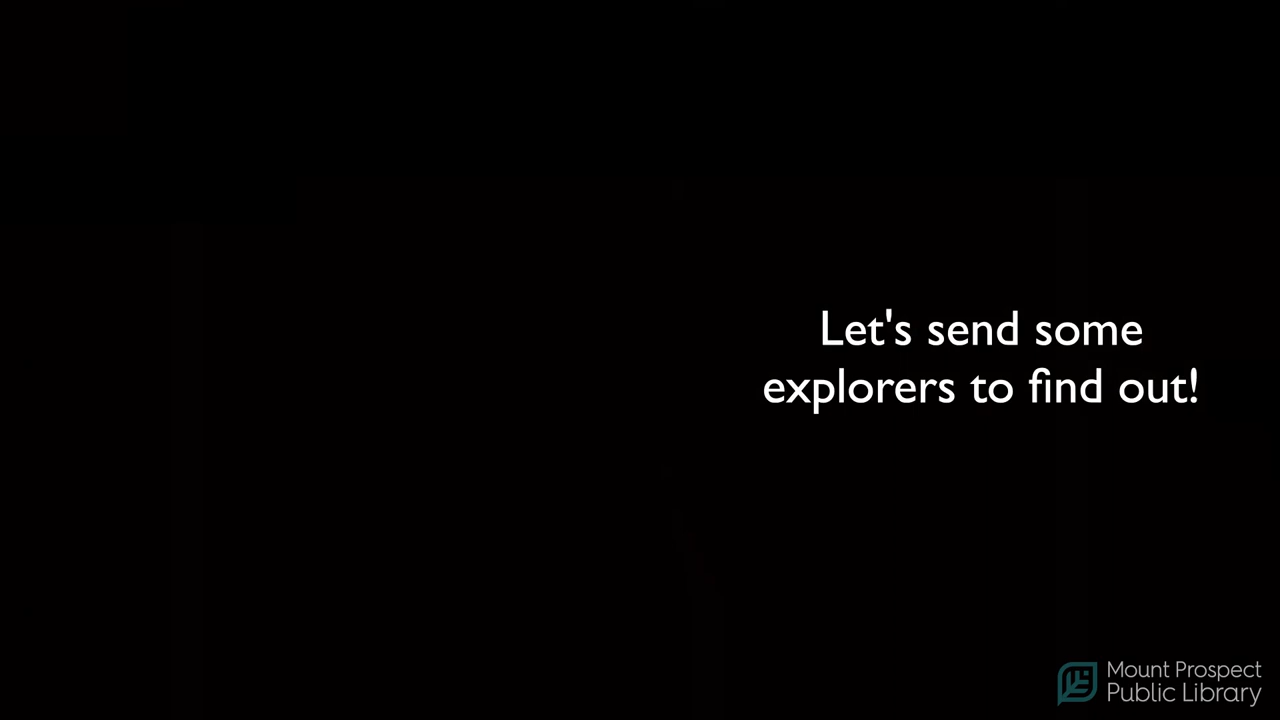 Let's send some
explorers to find out!
Mount Prospect
Public Library